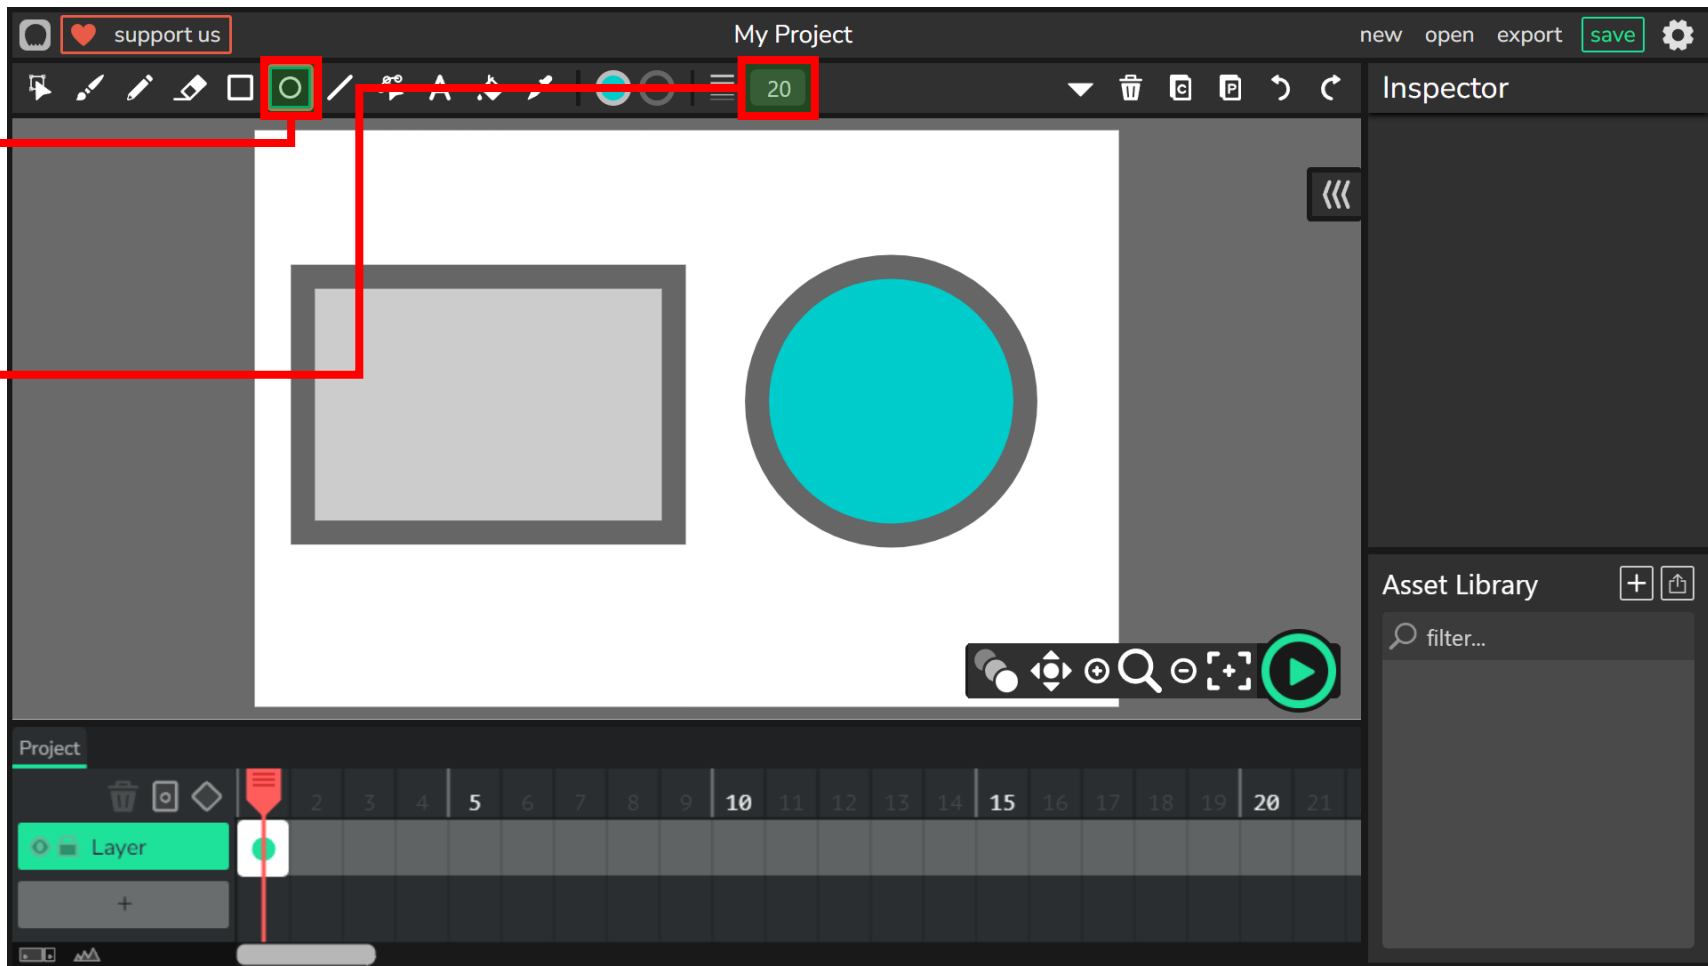 support us
My Project
new open export save
20
Inspector
Asset Library
filter...
Project
2 3 4 5 6 7 8 9 10 11 12 13 14 15 16 17 18 19 20 21
Layer
+